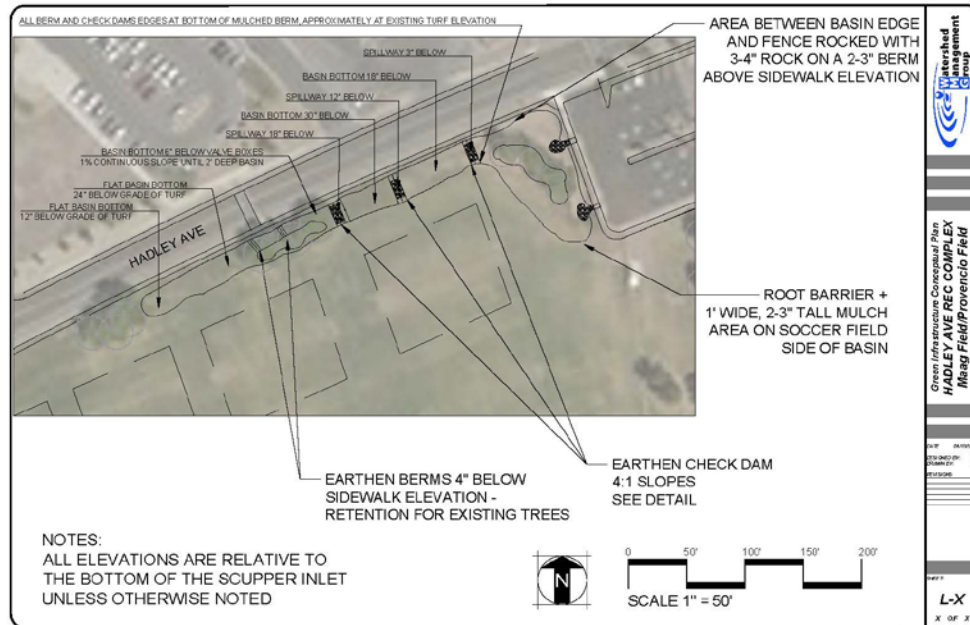 ALL BERM AND CHECK DAMS EDGES AT BOTTOM OF MULCHED BERM, APPROXIMATELY AT EXISTING TURF ELEVATION
SPILLWAY 3" BELOW
BASIN BOTTOM 18" BELOW
SPILLWAY 12" BELOW
BASIN BOTTOM 30" BELOW
SPILLWAY 18" BELOW
BASIN BOTTOM 6" BELOW VALVE BOXES
1% CONTINUOUS SLOPE UNTIL 2' DEEP BASIN
FLAT BASIN BOTTOM
24" BELOW GRADE OF TURF
FLAT BASIN BOTTOM
12" BELOW GRADE OF TURF
HADLEY AVE
AREA BETWEEN BASIN EDGE
AND FENCE ROCKED WITH
3-4" ROCK ON A 2-3" BERM
ABOVE SIDEWALK ELEVATION
ROOT BARRIER +
1' WIDE, 2-3" TALL MULCH
AREA ON SOCCER FIELD
SIDE OF BASIN
EARTHEN BERMS 4" BELOW
SIDEWALK ELEVATION -
RETENTION FOR EXISTING TREES
EARTHEN CHECK DAM
4:1 SLOPES
SEE DETAIL
NOTES:
ALL ELEVATIONS ARE RELATIVE TO
THE BOTTOM OF THE SCUPPER INLET
UNLESS OTHERWISE NOTED
N
0 50' 100' 150' 200'
SCALE 1" = 50'
Watershed
Management
Group
Green Infrastructure Conceptual Plan
HADLEY AVE REC COMPLEX
Maag Field/Provencio Field
DATE
DESIGNED BY:
DRAWN BY:
REVISIONS
SHEET
L-X
X OF X